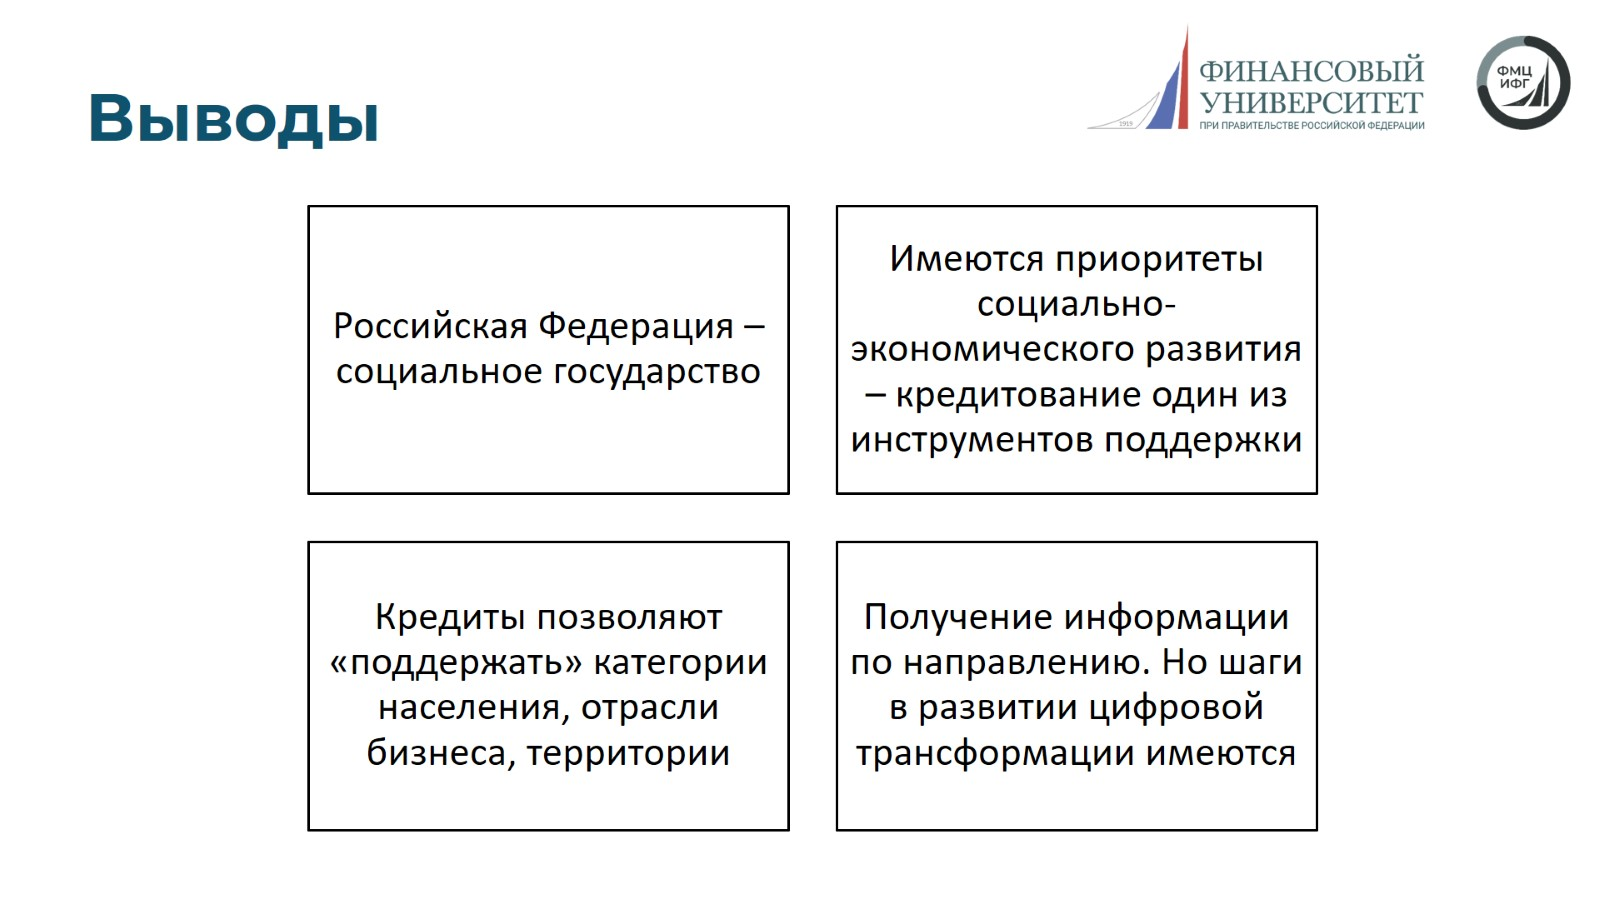 Выводы
ФИНАНСОВЫЙ
УНИВЕРСИТЕТ
ПРИ ПРАВИТЕЛЬСТВЕ РОССИЙСКОЙ ФЕДЕРАЦИИ
1919
ФМЦ
ИФГ
Российская Федерация –
социальное государство
Имеются приоритеты
социально-
экономического развития
– кредитование один из
инструментов поддержки
Кредиты позволяют
«поддержать» категории
населения, отрасли
бизнеса, территории
Получение информации
по направлению. Но шаги
в развитии цифровой
трансформации имеются